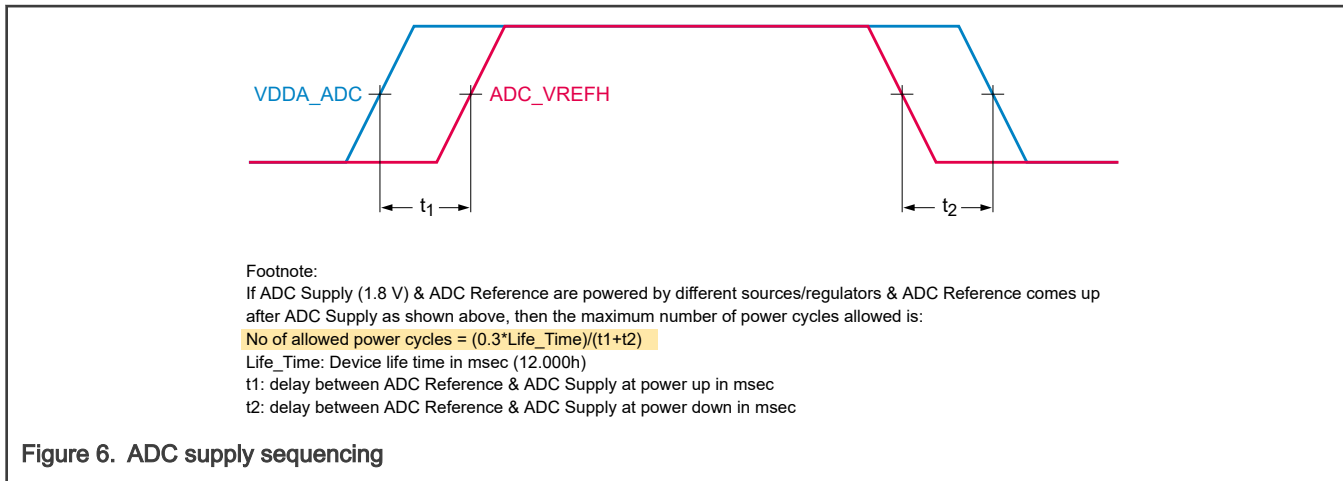 VDDA_ADC
ADC_VREFH
t1
t2
Footnote:
If ADC Supply (1.8 V) & ADC Reference are powered by different sources/regulators & ADC Reference comes up
after ADC Supply as shown above, then the maximum number of power cycles allowed is:
No of allowed power cycles = (0.3*Life_Time)/(t1+t2)
Life_Time: Device life time in msec (12.000h)
t1: delay between ADC Reference & ADC Supply at power up in msec
t2: delay between ADC Reference & ADC Supply at power down in msec
Figure 6. ADC supply sequencing